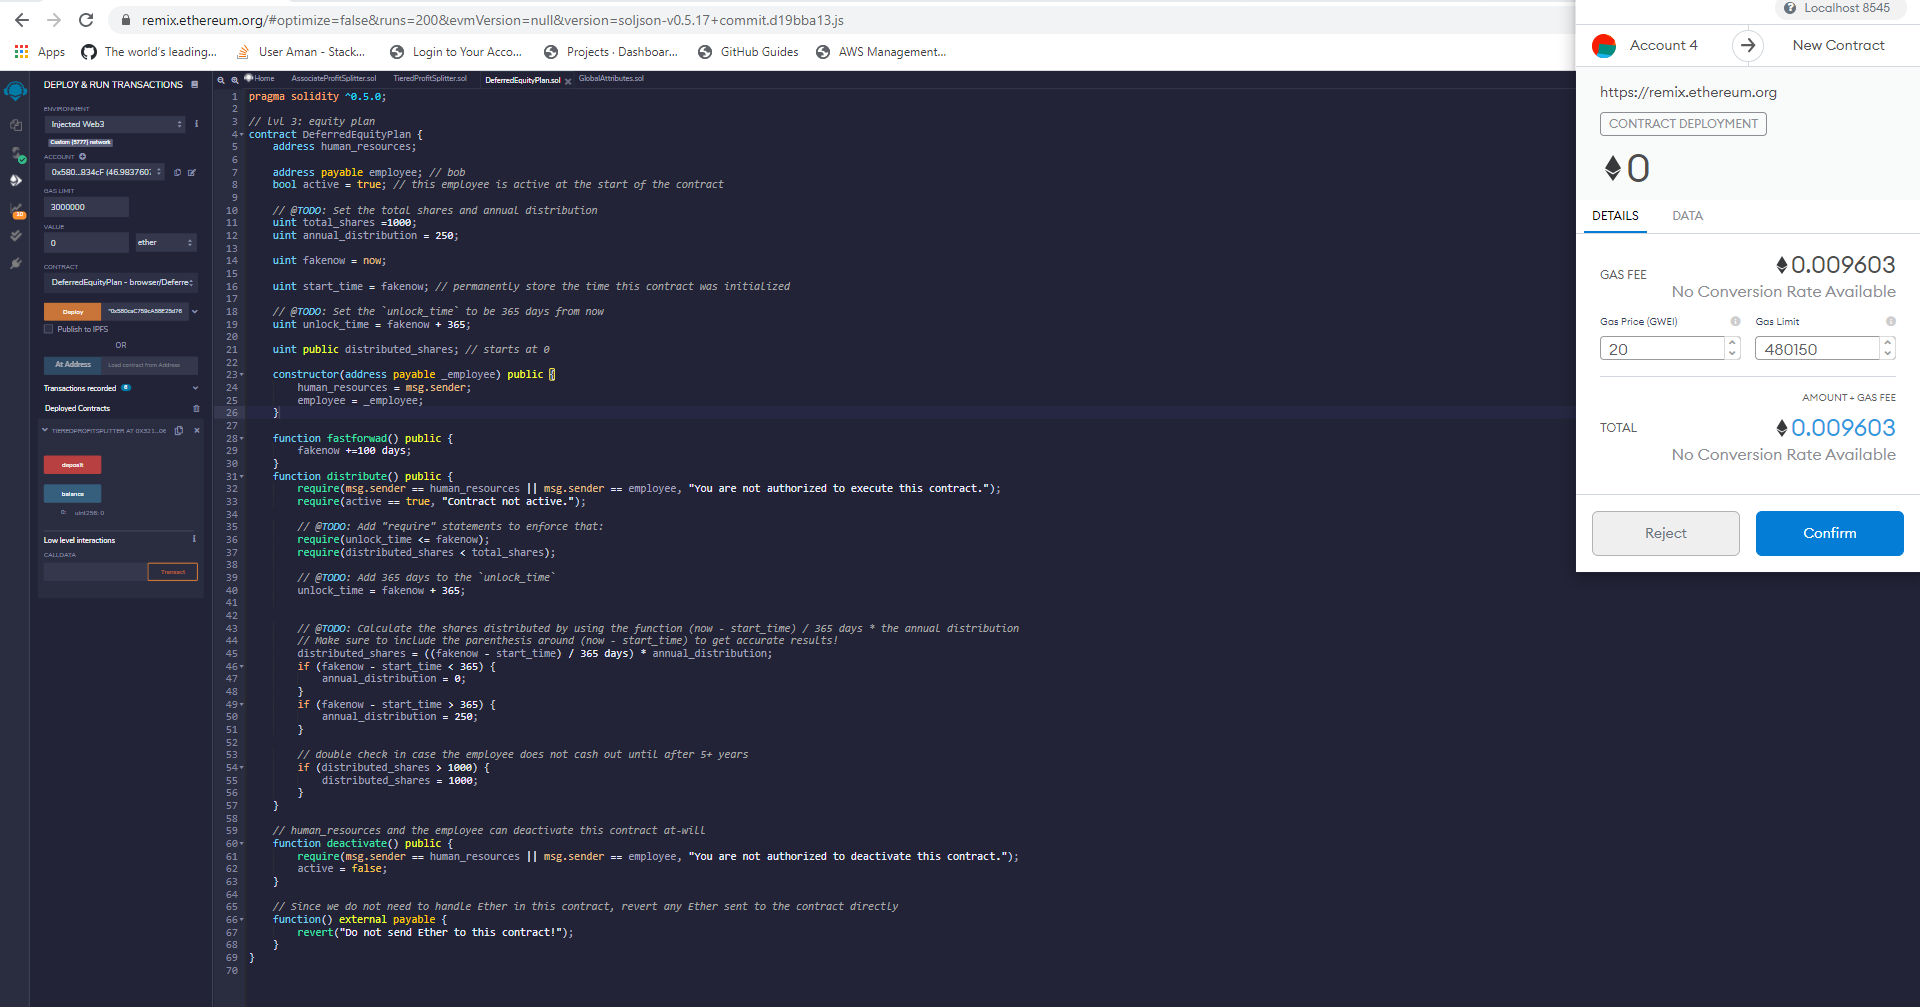 remix.ethereum.org/#optimize=false&runs=200&evmVersion=null&version=soljson-v0.5.17+commit.d19bba13.js
Apps
The world's leading...
User Aman - Stack...
Login to Your Acco...
Projects · Dashboar...
GitHub Guides
AWS Management...
DEPLOY & RUN TRANSACTIONS
ENVIRONMENT
Injected Web3
i
Custom (5777) network
ACCOUNT
0x580...834cF (46.9837607
GAS LIMIT
3000000
VALUE
0
ether
CONTRACT
DeferredEquityPlan - browser/Deferre
Deploy
Publish to IPFS
OR
At Address
Load contract from Address
Transactions recorded
Deployed Contracts
TIEREDPROFITSPLITTER AT 0X321...06
deposit
balance
0: uint256: 0
Low level interactions
i
CALLDATA
Transact
Home
AssociateProfitSplitter.sol
TieredProfitSplitter.sol
DeferredEquityPlan.sol
GlobalAttributes.sol
1 pragma solidity ^0.5.0;
2
3 // lvl 3: equity plan
4 contract DeferredEquityPlan {
5 address human_resources;
6
7 address payable employee; // bob
8 bool active = true; // this employee is active at the start of the contract
9
10 // @TODO: Set the total shares and annual distribution
11 uint total_shares =1000;
12 uint annual_distribution = 250;
13
14 uint fakenow = now;
15
16 uint start_time = fakenow; // permanently store the time this contract was initialized
17
18 // @TODO: Set the `unlock_time` to be 365 days from now
19 uint unlock_time = fakenow + 365;
20
21 uint public distributed_shares; // starts at 0
22
23 constructor(address payable _employee) public {
24 human_resources = msg.sender;
25 employee = _employee;
26 }
27
28 function fastforwad() public {
29 fakenow +=100 days;
30 }
31 function distribute() public {
32 require(msg.sender == human_resources || msg.sender == employee, "You are not authorized to execute this contract.");
33 require(active == true, "Contract not active.");
34
35 // @TODO: Add "require" statements to enforce that:
36 require(unlock_time <= fakenow);
37 require(distributed_shares < total_shares);
38
39 // @TODO: Add 365 days to the `unlock_time`
40 unlock_time = fakenow + 365;
41
42
43 // @TODO: Calculate the shares distributed by using the function (now - start_time) / 365 days * the annual distribution
44 // Make sure to include the parenthesis around (now - start_time) to get accurate results!
45 distributed_shares = ((fakenow - start_time) / 365 days) * annual_distribution;
46 if (fakenow - start_time < 365) {
47 annual_distribution = 0;
48 }
49 if (fakenow - start_time > 365) {
50 annual_distribution = 250;
51 }
52
53 // double check in case the employee does not cash out until after 5+ years
54 if (distributed_shares > 1000) {
55 distributed_shares = 1000;
56 }
57 }
58
59 // human_resources and the employee can deactivate this contract at-will
60 function deactivate() public {
61 require(msg.sender == human_resources || msg.sender == employee, "You are not authorized to deactivate this contract.");
62 active = false;
63 }
64
65 // Since we do not need to handle Ether in this contract, revert any Ether sent to the contract directly
66 function() external payable {
67 revert("Do not send Ether to this contract!");
68 }
69 }
70
Localhost 8545
Account 4
New Contract
https://remix.ethereum.org
CONTRACT DEPLOYMENT
0
DETAILS
DATA
GAS FEE
0.009603
No Conversion Rate Available
Gas Price (GWEI)
Gas Limit
20
480150
AMOUNT + GAS FEE
TOTAL
0.009603
No Conversion Rate Available
Reject
Confirm